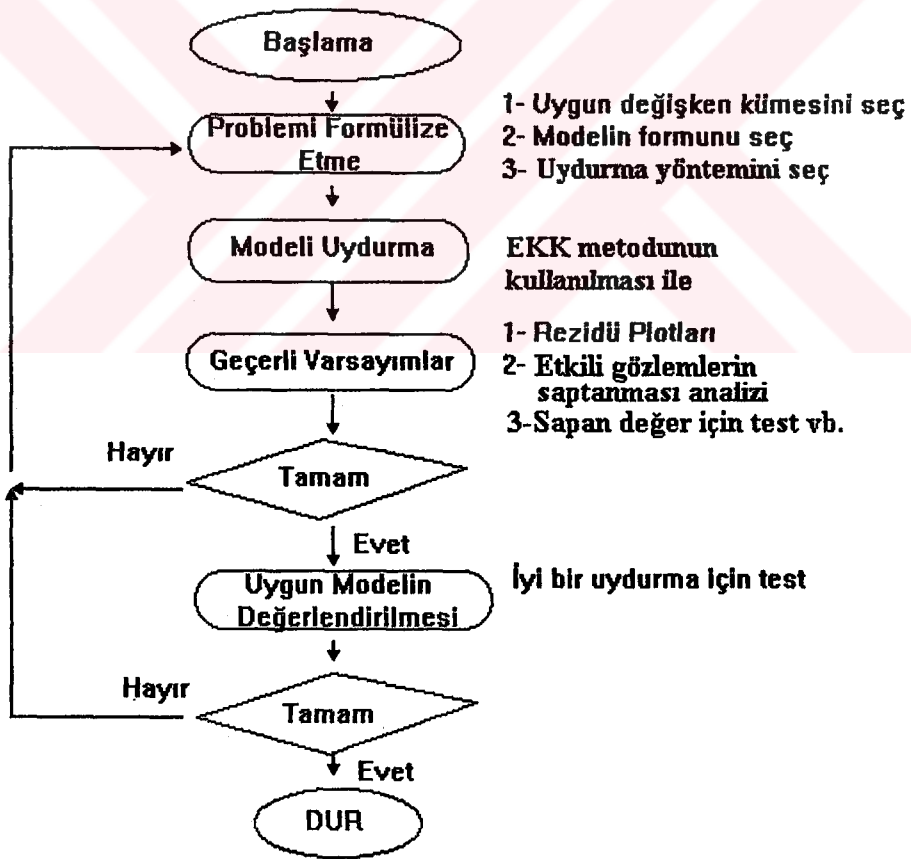 Başlama
Problemi Formülize
Etme
1- Uygun değişken kümesini seç
2- Modelin formunu seç
3- Uydurma yöntemini seç
Modeli Uydurma
EKK metodunun
kullanılması ile
Geçerli Varsayımlar
1- Rezidü Plotları
2- Etkili gözlemlerin
saptanması analizi
3-Sapan değer için test vb.
Hayır
Tamam
Evet
Uygun Modelin
Değerlendirilmesi
İyi bir uydurma için test
Hayır
Tamam
Evet
DUR